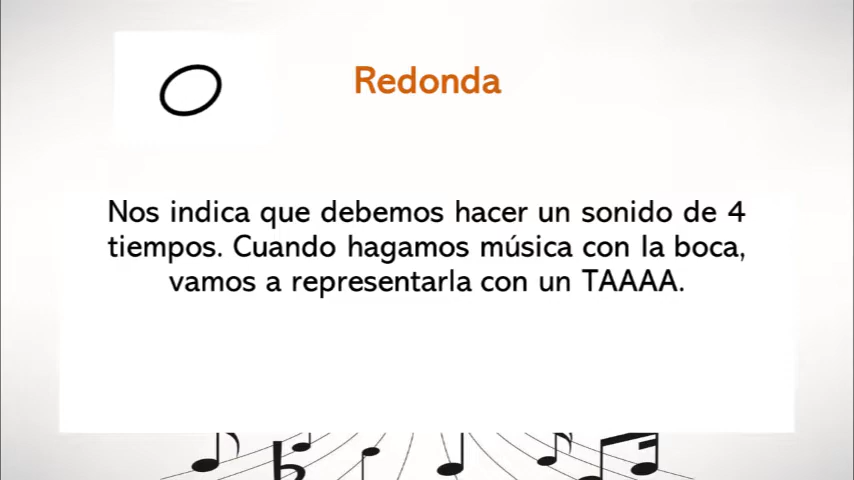 Redonda
Nos indica que debemos hacer un sonido de 4
tiempos. Cuando hagamos música con la boca,
vamos a representarla con un TAAAA.